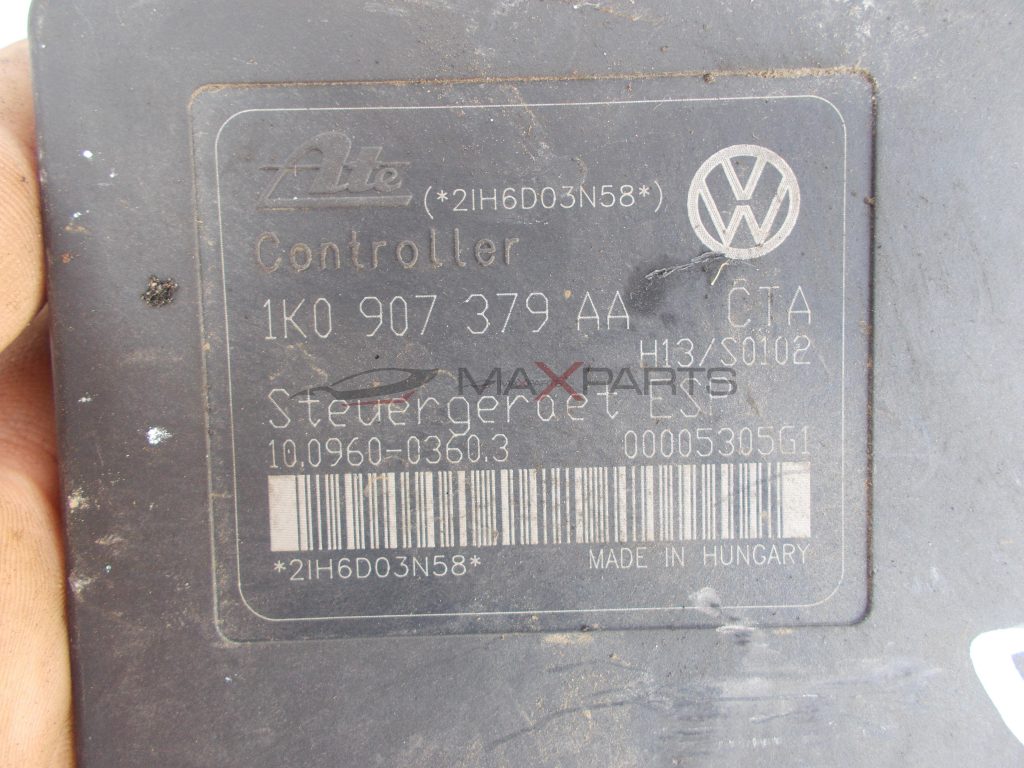 Ate (*2IH6D03N58*)
VW
Controller
1K0 907 379 AA CTA
H13/S0102
MAXPARTS
Steuergeraet ESP
10.0960-0360.3 00005305G1
*2IH6D03N58* MADE IN HUNGARY